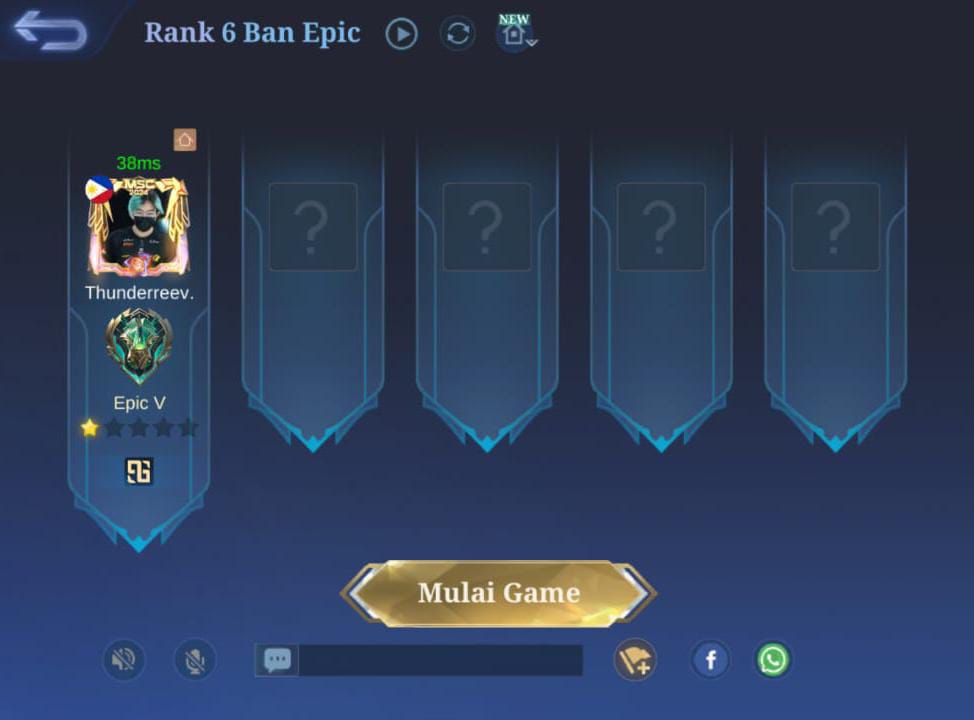 Rank 6 Ban Epic
NEW
38ms
MSC
2024
Thunderreev.
Epic V
Mulai Game